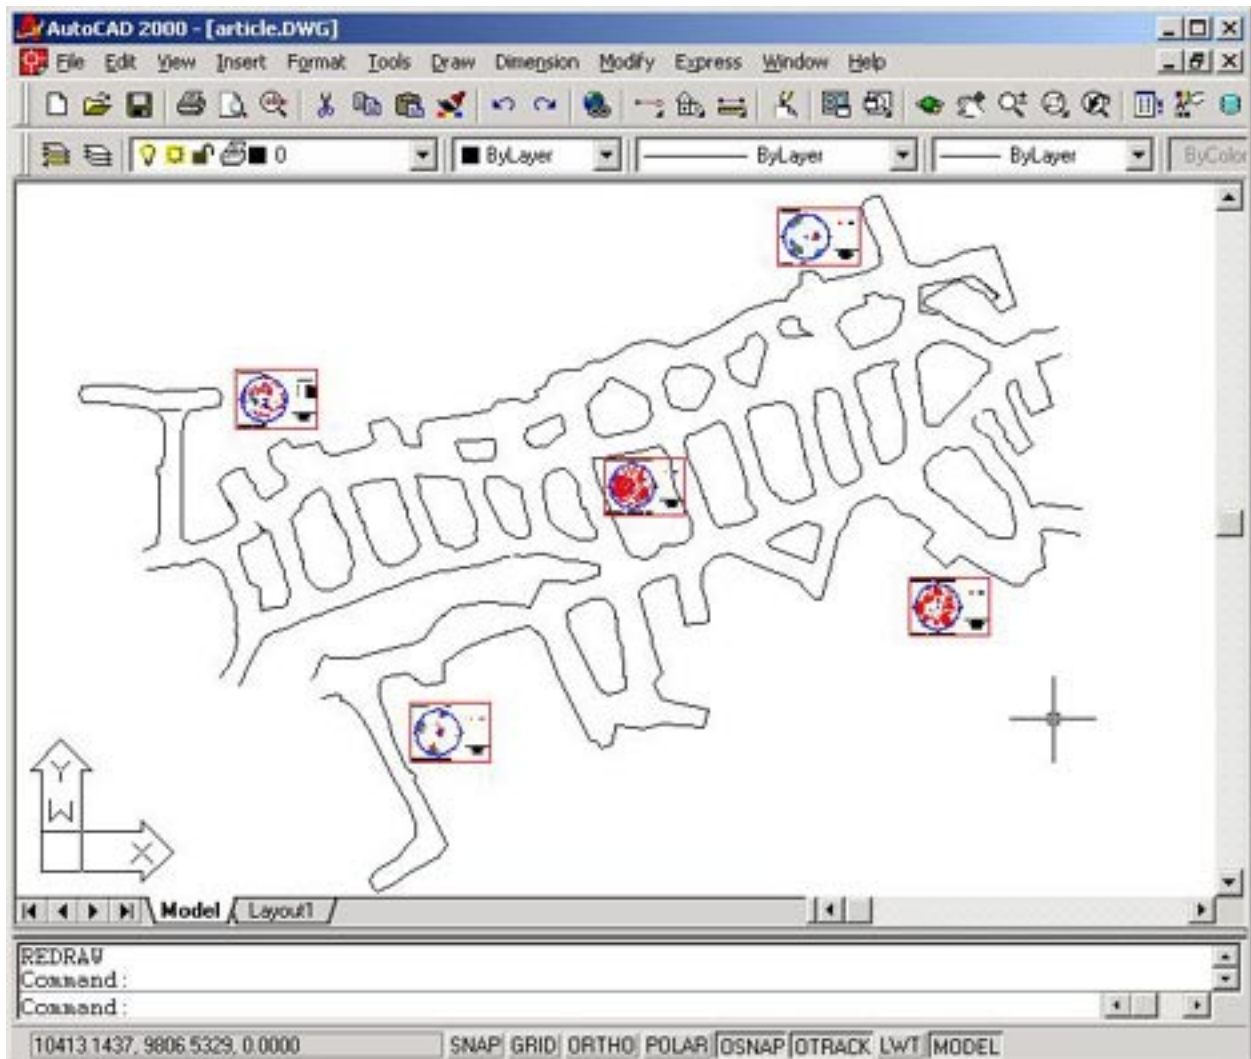 AutoCAD 2000 - [article.DWG]
File Edit View Insert Format Tools Draw Dimension Modify Express Window Help
0 ByLayer ByLayer ByLayer ByColor
Y
W
X
Model Layout1
REDRAW
Command:
Command:
10413.1437, 9806.5329, 0.0000 SNAP GRID ORTHO POLAR OSNAP OTRACK LWT MODEL